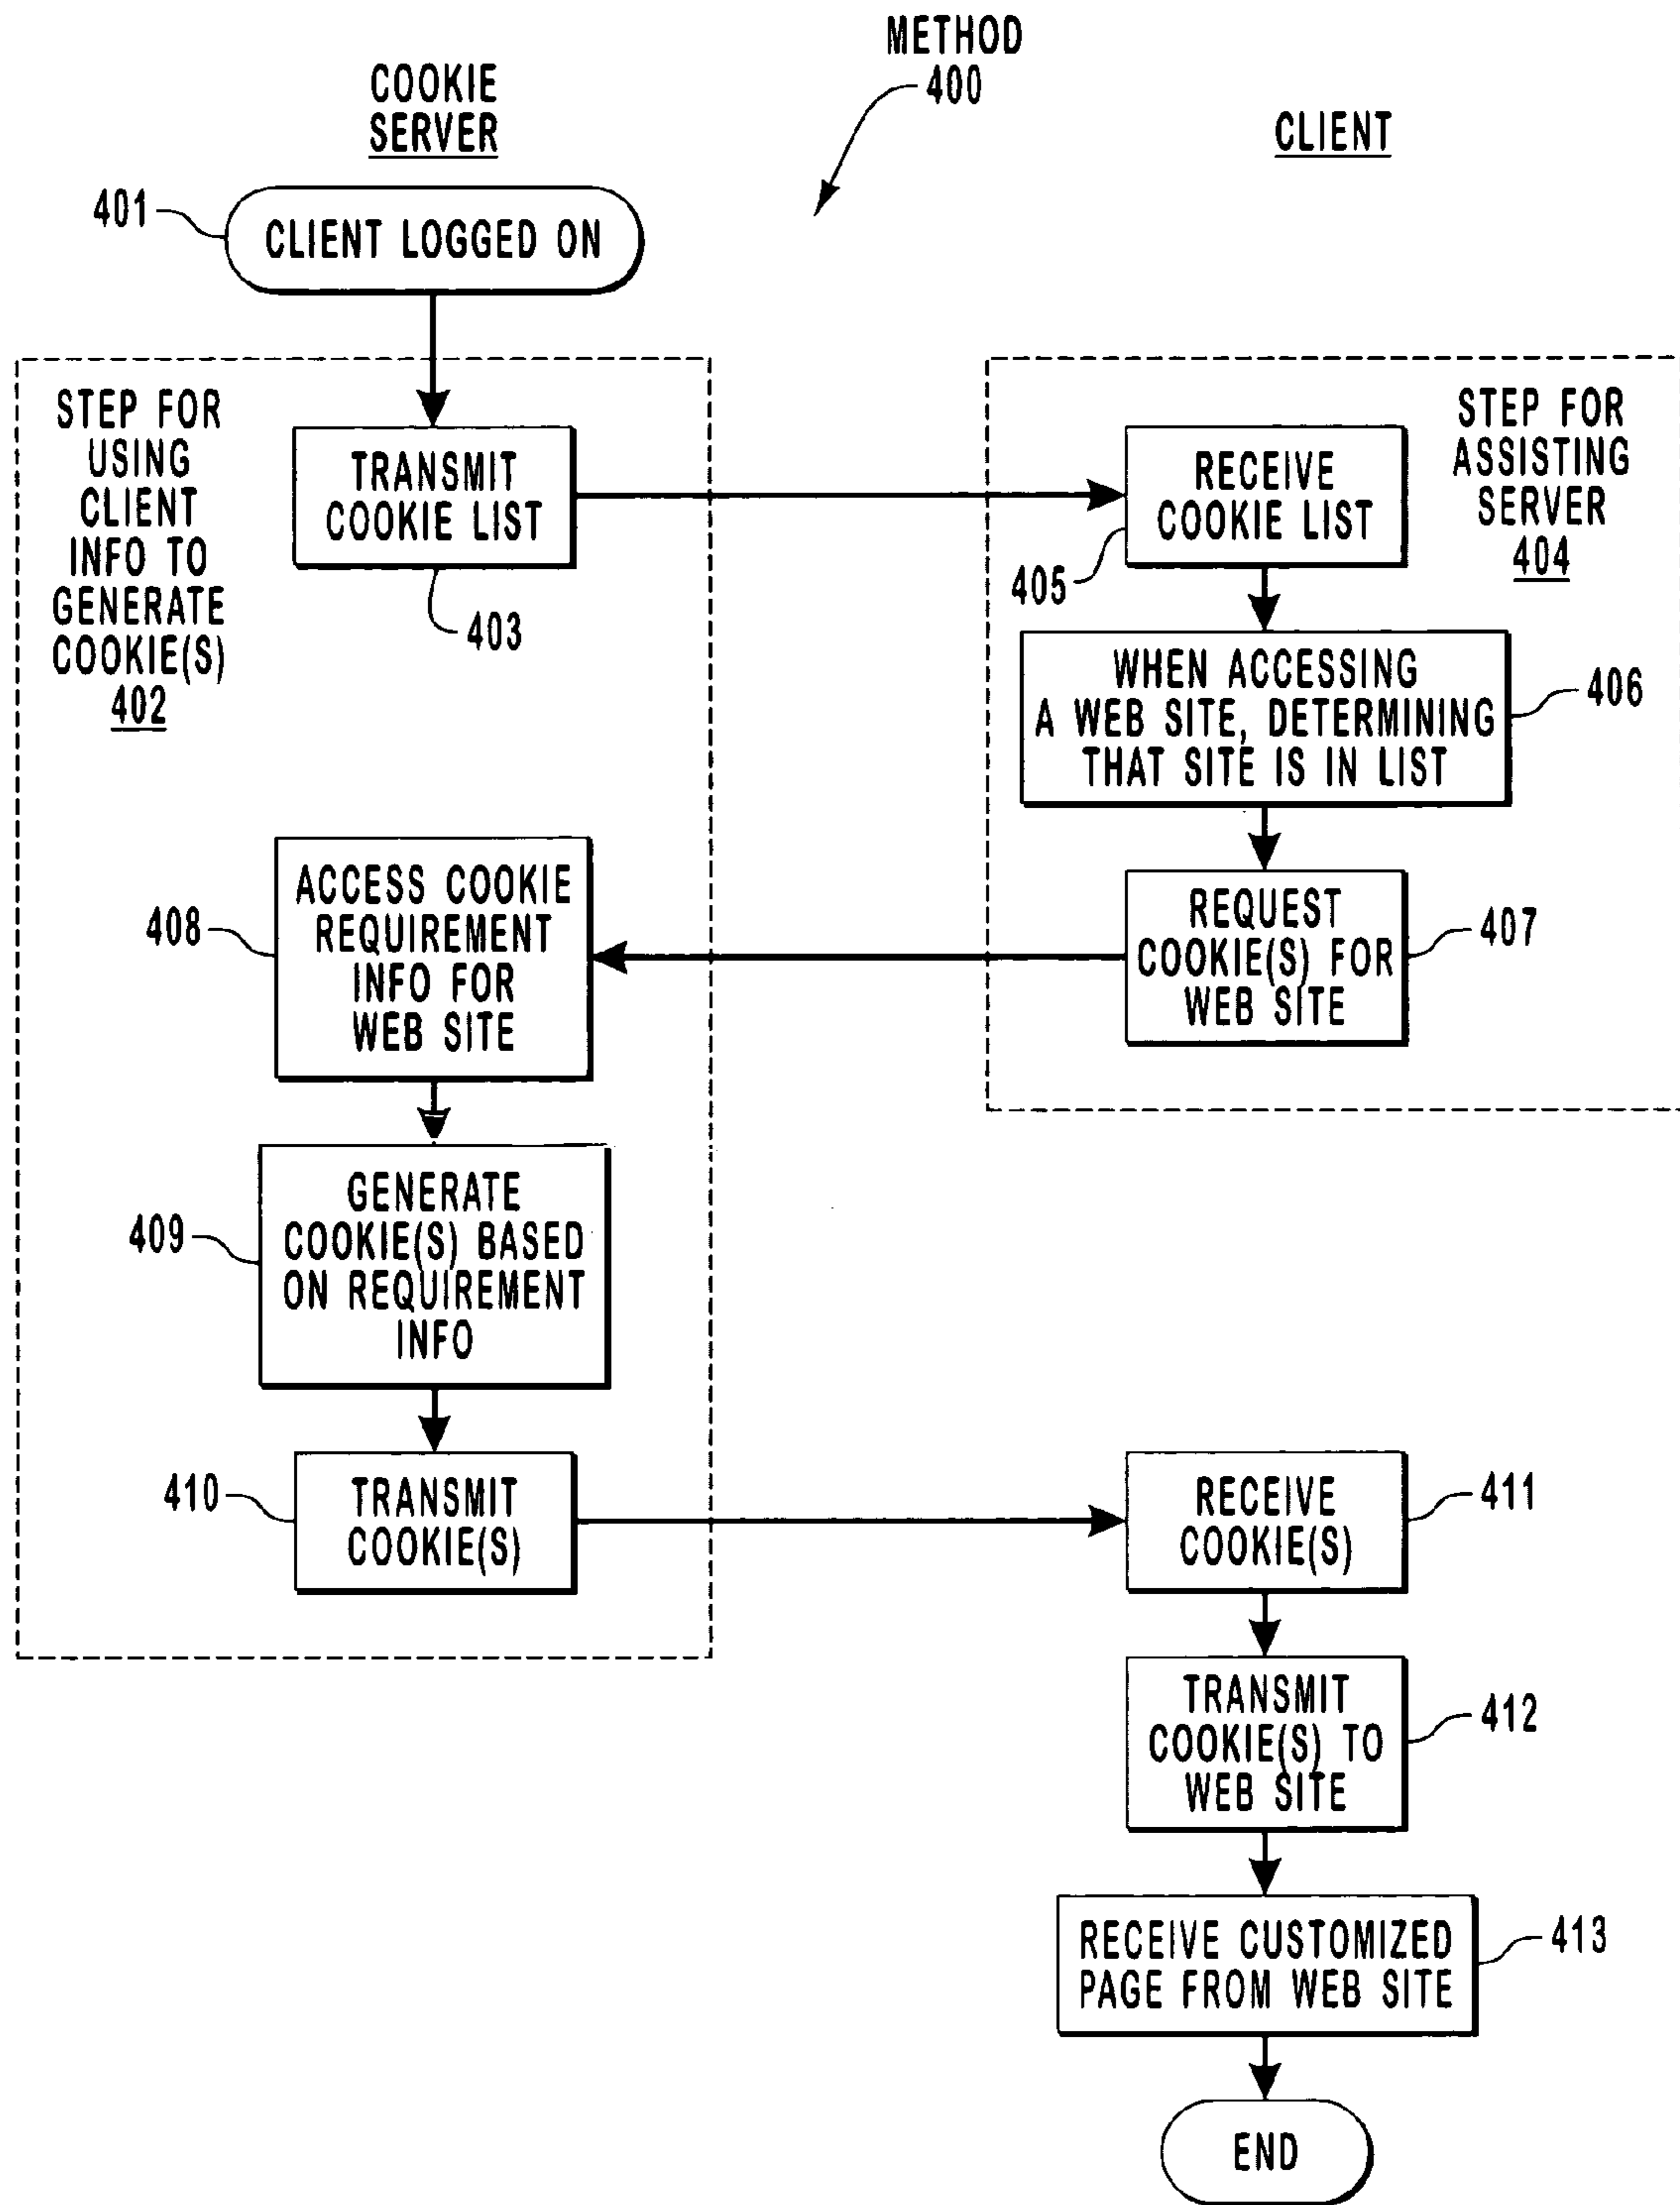 METHOD
400
COOKIE
SERVER
CLIENT
401
CLIENT LOGGED ON
STEP FOR
USING
CLIENT
INFO TO
GENERATE
COOKIE(S)
402
TRANSMIT
COOKIE LIST
403
RECEIVE
COOKIE LIST
405
STEP FOR
ASSISTING
SERVER
404
WHEN ACCESSING
A WEB SITE, DETERMINING
THAT SITE IS IN LIST
406
REQUEST
COOKIE(S) FOR
WEB SITE
407
408
ACCESS COOKIE
REQUIREMENT
INFO FOR
WEB SITE
409
GENERATE
COOKIE(S) BASED
ON REQUIREMENT
INFO
410
TRANSMIT
COOKIE(S)
RECEIVE
COOKIE(S)
411
TRANSMIT
COOKIE(S) TO
WEB SITE
412
RECEIVE CUSTOMIZED
PAGE FROM WEB SITE
413
END